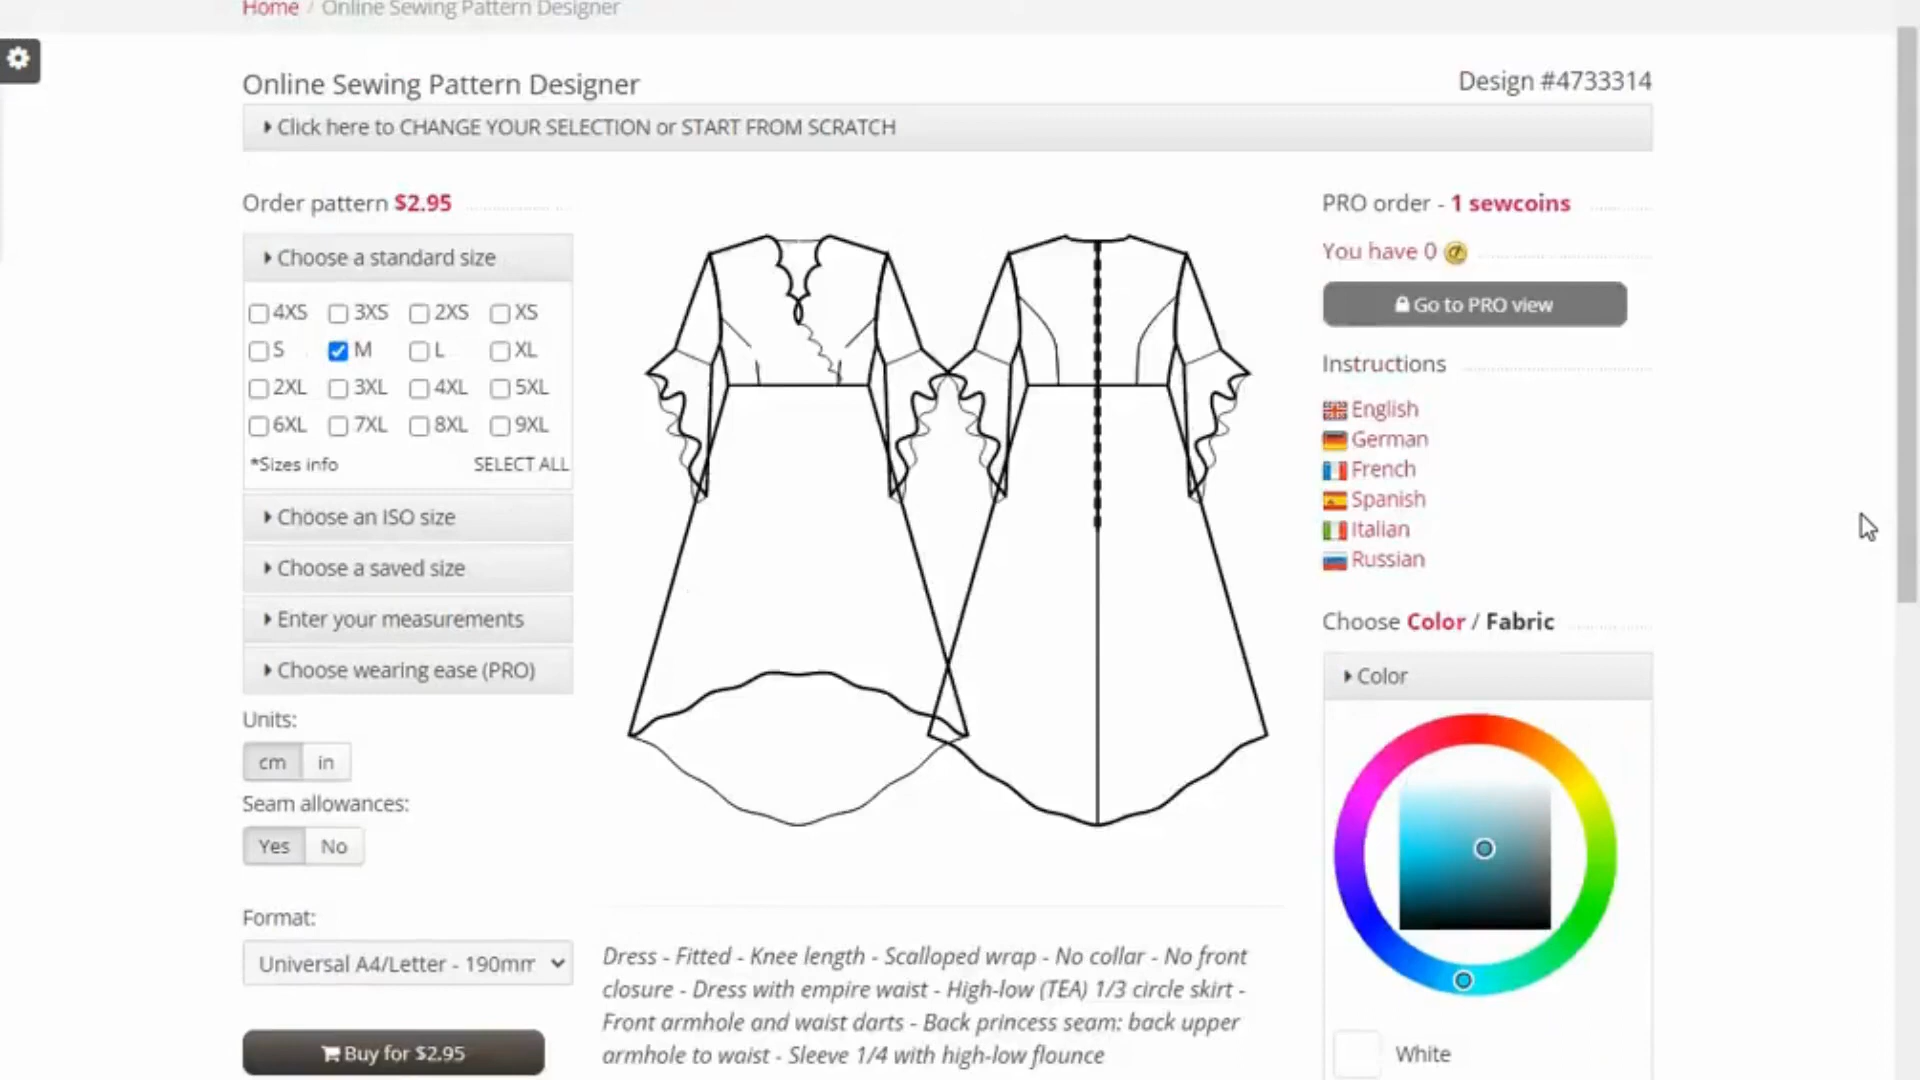 Home / Online Sewing Pattern Designer
Online Sewing Pattern Designer
Design #4733314
Click here to CHANGE YOUR SELECTION or START FROM SCRATCH
Order pattern $2.95
Choose a standard size
4XS 3XS 2XS XS
S M L XL
2XL 3XL 4XL 5XL
6XL 7XL 8XL 9XL
*Sizes info SELECT ALL
Choose an ISO size
Choose a saved size
Enter your measurements
Choose wearing ease (PRO)
Units:
cm in
Seam allowances:
Yes No
Format:
Universal A4/Letter - 190mm
Buy for $2.95
Dress - Fitted - Knee length - Scalloped wrap - No collar - No front
closure - Dress with empire waist - High-low (TEA) 1/3 circle skirt -
Front armhole and waist darts - Back princess seam: back upper
armhole to waist - Sleeve 1/4 with high-low flounce
PRO order - 1 sewcoins
You have 0
Go to PRO view
Instructions
English
German
French
Spanish
Italian
Russian
Choose Color / Fabric
Color
White